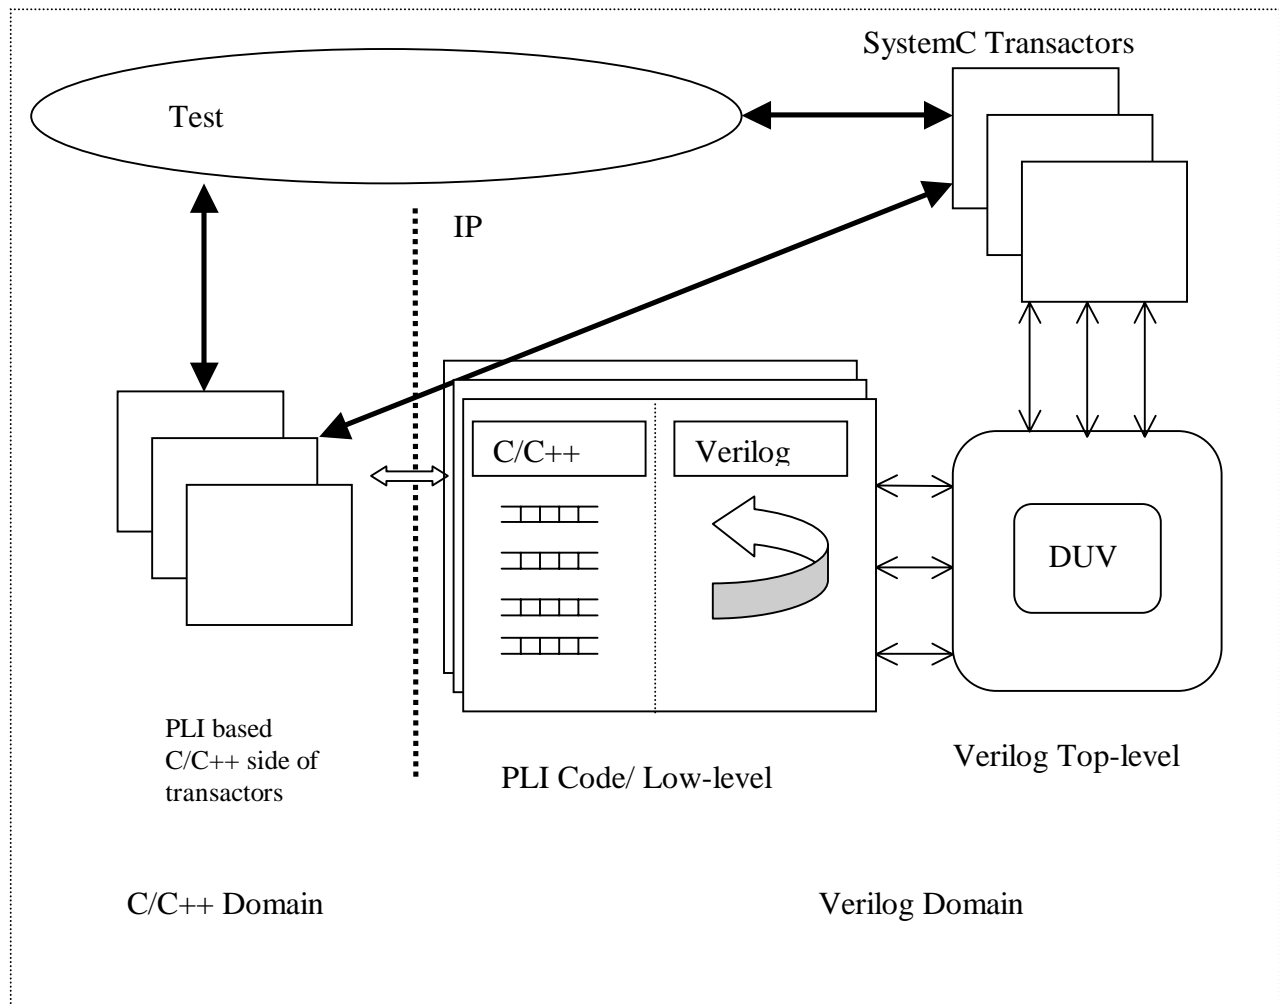 SystemC Transactors
Test
IP
C/C++
Verilog
DUV
PLI based
C/C++ side of
transactors
PLI Code/ Low-level
Verilog Top-level
C/C++ Domain
Verilog Domain